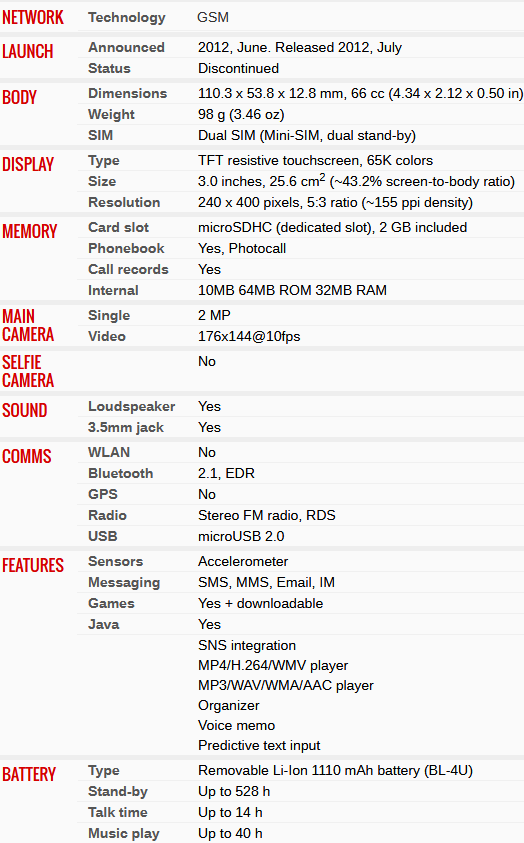 NETWORK Technology GSM
LAUNCH Announced 2012, June. Released 2012, July
Status Discontinued
BODY Dimensions 110.3 x 53.8 x 12.8 mm, 66 cc (4.34 x 2.12 x 0.50 in)
Weight 98 g (3.46 oz)
SIM Dual SIM (Mini-SIM, dual stand-by)
DISPLAY Type TFT resistive touchscreen, 65K colors
Size 3.0 inches, 25.6 cm2 (~43.2% screen-to-body ratio)
Resolution 240 x 400 pixels, 5:3 ratio (~155 ppi density)
MEMORY Card slot microSDHC (dedicated slot), 2 GB included
Phonebook Yes, Photocall
Call records Yes
Internal 10MB 64MB ROM 32MB RAM
MAIN CAMERA Single 2 MP
Video 176x144@10fps
SELFIE CAMERA No
SOUND Loudspeaker Yes
3.5mm jack Yes
COMMS WLAN No
Bluetooth 2.1, EDR
GPS No
Radio Stereo FM radio, RDS
USB microUSB 2.0
FEATURES Sensors Accelerometer
Messaging SMS, MMS, Email, IM
Games Yes + downloadable
Java Yes
SNS integration
MP4/H.264/WMV player
MP3/WAV/WMA/AAC player
Organizer
Voice memo
Predictive text input
BATTERY Type Removable Li-Ion 1110 mAh battery (BL-4U)
Stand-by Up to 528 h
Talk time Up to 14 h
Music play Up to 40 h